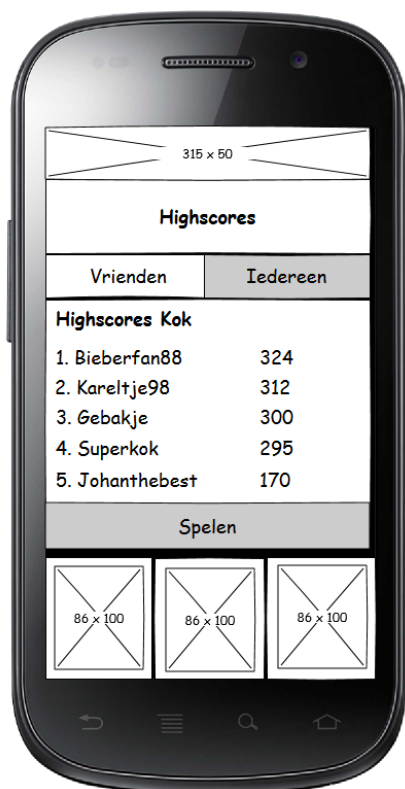 315 x 50
Highscores
Vrienden Iedereen
Highscores Kok
1. Bieberfan88 324
2. Kareltje98 312
3. Gebakje 300
4. Superkok 295
5. Johanthebest 170
Spelen
86 x 100 86 x 100 86 x 100